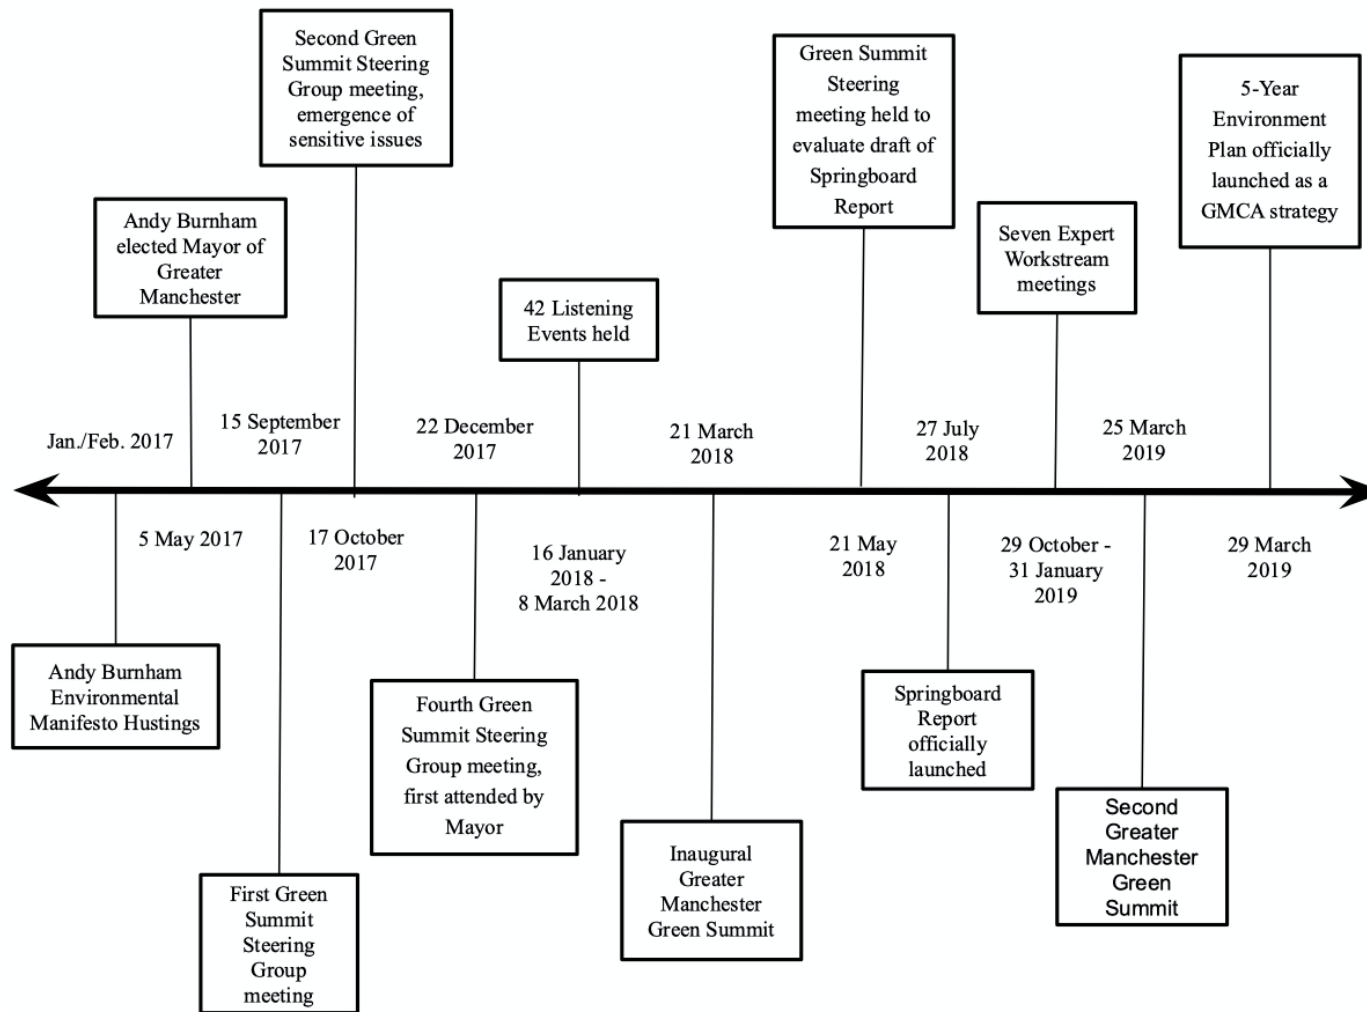 Second Green
Summit Steering
Group meeting,
emergence of
sensitive issues
Green Summit
Steering
meeting held to
evaluate draft of
Springboard
Report
5-Year
Environment
Plan officially
launched as a
GMCA strategy
Andy Burnham
elected Mayor of
Greater
Manchester
Seven Expert
Workstream
meetings
42 Listening
Events held
Jan./Feb. 2017
15 September
2017
22 December
2017
21 March
2018
27 July
2018
25 March
2019
5 May 2017
17 October
2017
16 January
2018 -
8 March 2018
21 May
2018
29 October -
31 January
2019
29 March
2019
Andy Burnham
Environmental
Manifesto Hustings
First Green
Summit
Steering
Group
meeting
Fourth Green
Summit Steering
Group meeting,
first attended by
Mayor
Inaugural
Greater
Manchester
Green Summit
Springboard
Report
officially
launched
Second
Greater
Manchester
Green
Summit